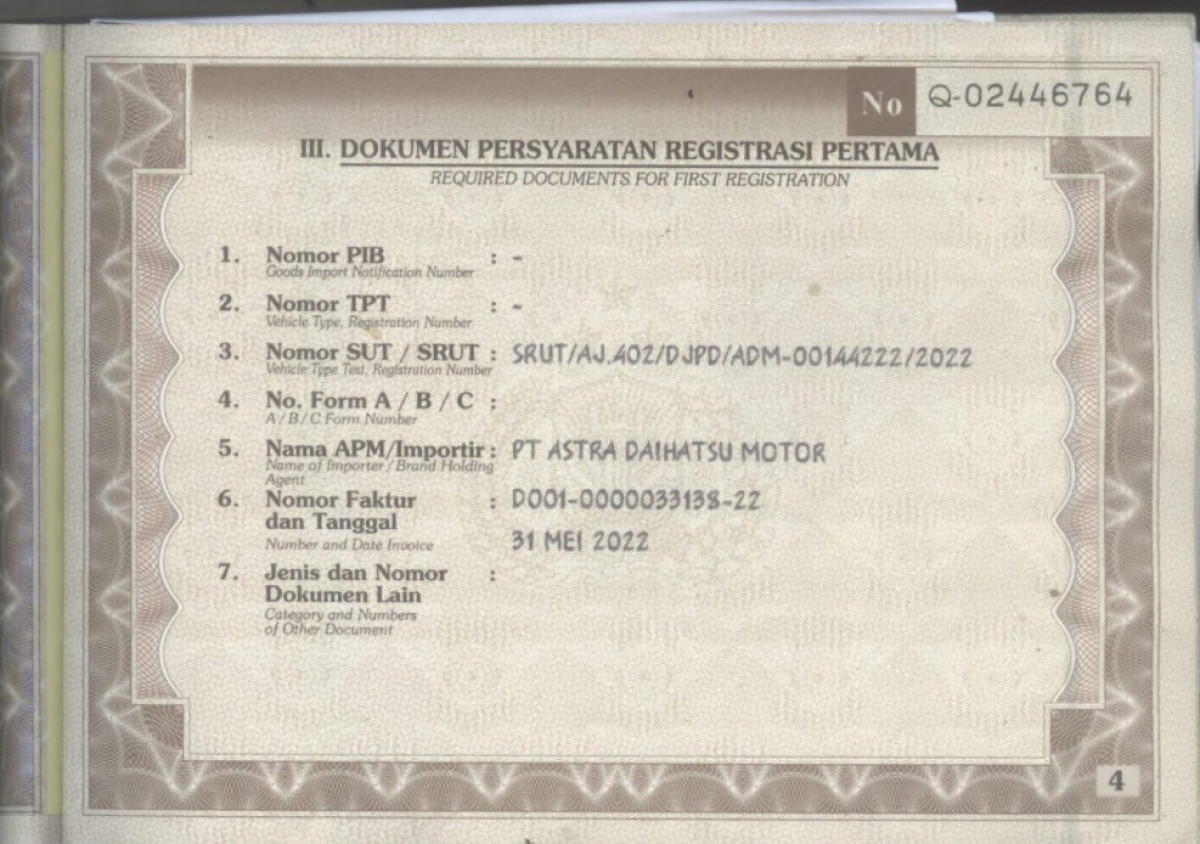 No Q-02446764
III. DOKUMEN PERSYARATAN REGISTRASI PERTAMA
REQUIRED DOCUMENTS FOR FIRST REGISTRATION
1. Nomor PIB : -
Goods Import Notification Number
2. Nomor TPT : -
Vehicle Type, Registration Number
3. Nomor SUT / SRUT : SRUT/AJ.402/DJPD/ADM-00144222/2022
Vehicle Type Test, Registration Number
4. No. Form A / B / C :
A / B / C Form Number
5. Nama APM/Importir : PT ASTRA DAIHATSU MOTOR
Name of Importer / Brand Holding
Agent
6. Nomor Faktur : D001-0000033138-22
dan Tanggal
Number and Date Invoice 31 MEI 2022
7. Jenis dan Nomor :
Dokumen Lain
Category and Numbers
of Other Document
4